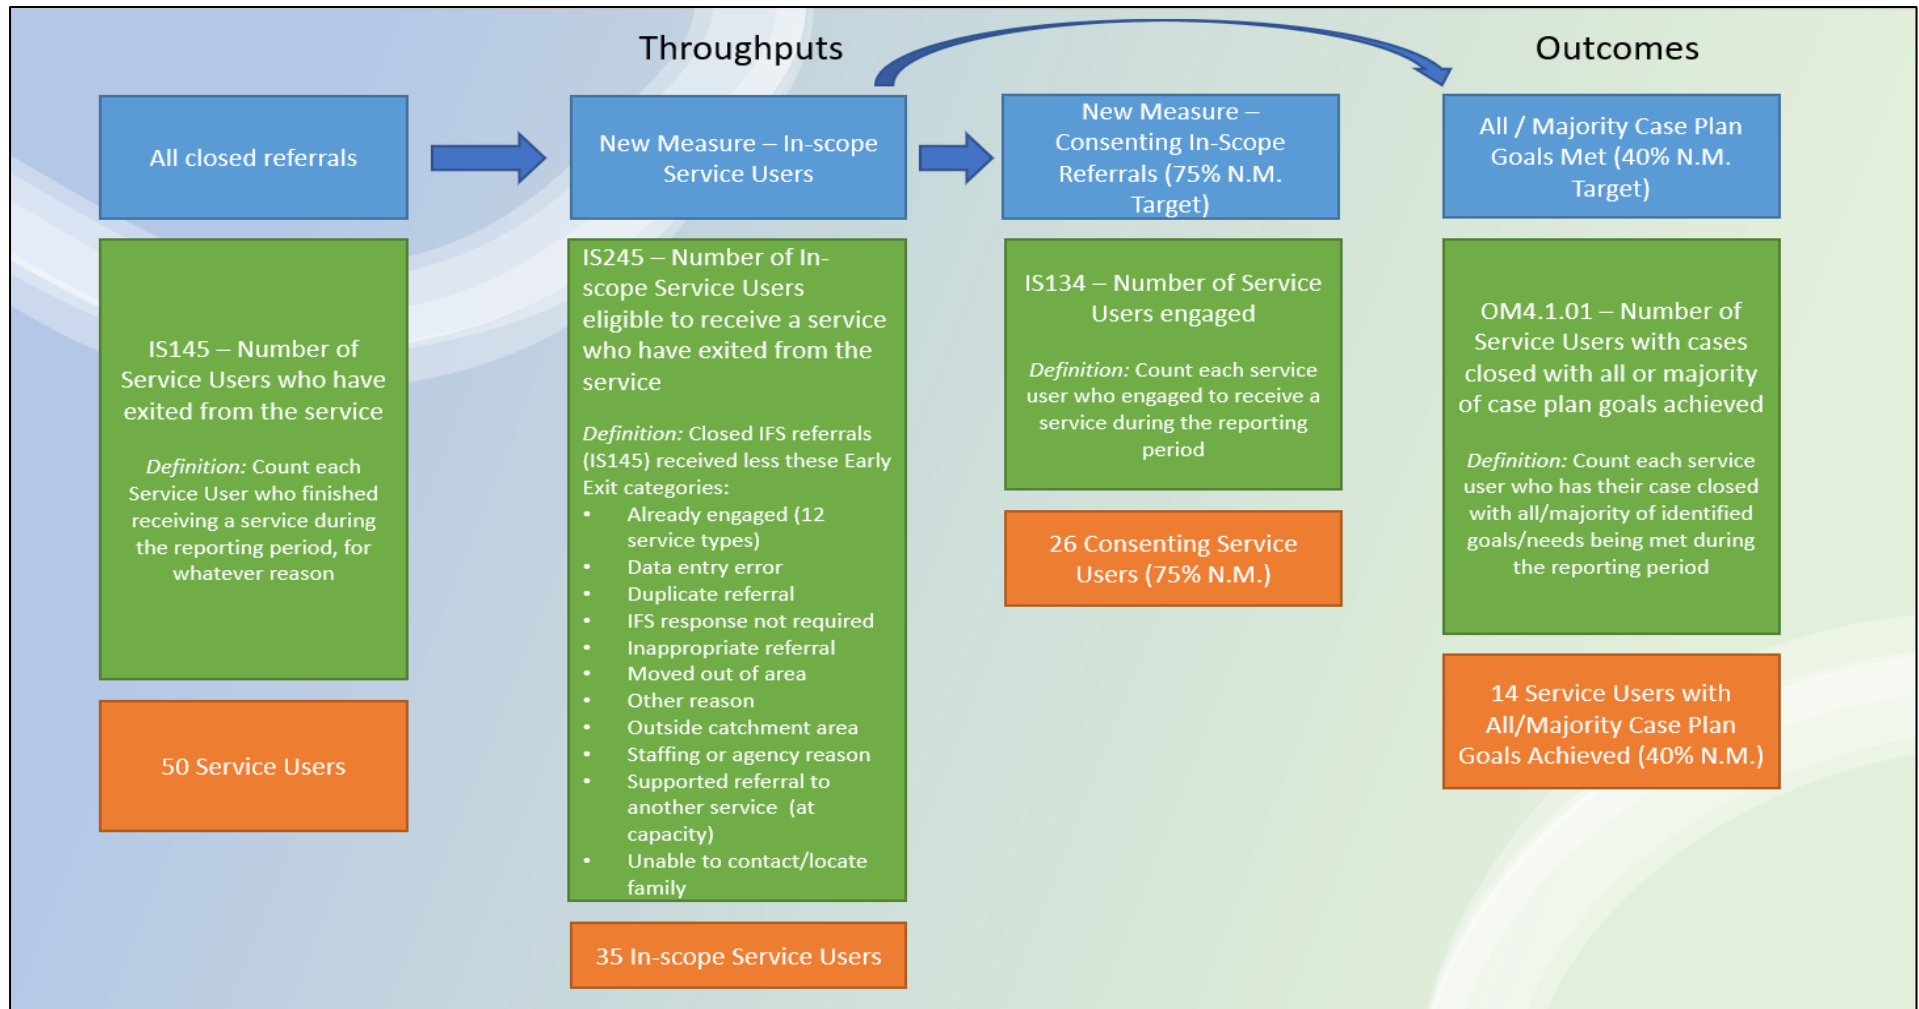 Throughputs
Outcomes
All closed referrals
New Measure – In-scope
Service Users
New Measure –
Consenting In-Scope
Referrals (75% N.M.
Target)
All / Majority Case Plan
Goals Met (40% N.M.
Target)
IS145 – Number of
Service Users who have
exited from the service
Definition: Count each
Service User who finished
receiving a service during
the reporting period, for
whatever reason
50 Service Users
IS245 – Number of In-
scope Service Users
eligible to receive a service
who have exited from the
service
Definition: Closed IFS referrals
(IS145) received less these Early
Exit categories:
• Already engaged (12
service types)
• Data entry error
• Duplicate referral
• IFS response not required
• Inappropriate referral
• Moved out of area
• Other reason
• Outside catchment area
• Staffing or agency reason
• Supported referral to
another service (at
capacity)
• Unable to contact/locate
family
35 In-scope Service Users
IS134 – Number of Service
Users engaged
Definition: Count each service
user who engaged to receive a
service during the reporting
period
26 Consenting Service
Users (75% N.M.)
OM4.1.01 – Number of
Service Users with cases
closed with all or majority
of case plan goals achieved
Definition: Count each service
user who has their case closed
with all/majority of identified
goals/needs being met during
the reporting period
14 Service Users with
All/Majority Case Plan
Goals Achieved (40% N.M.)